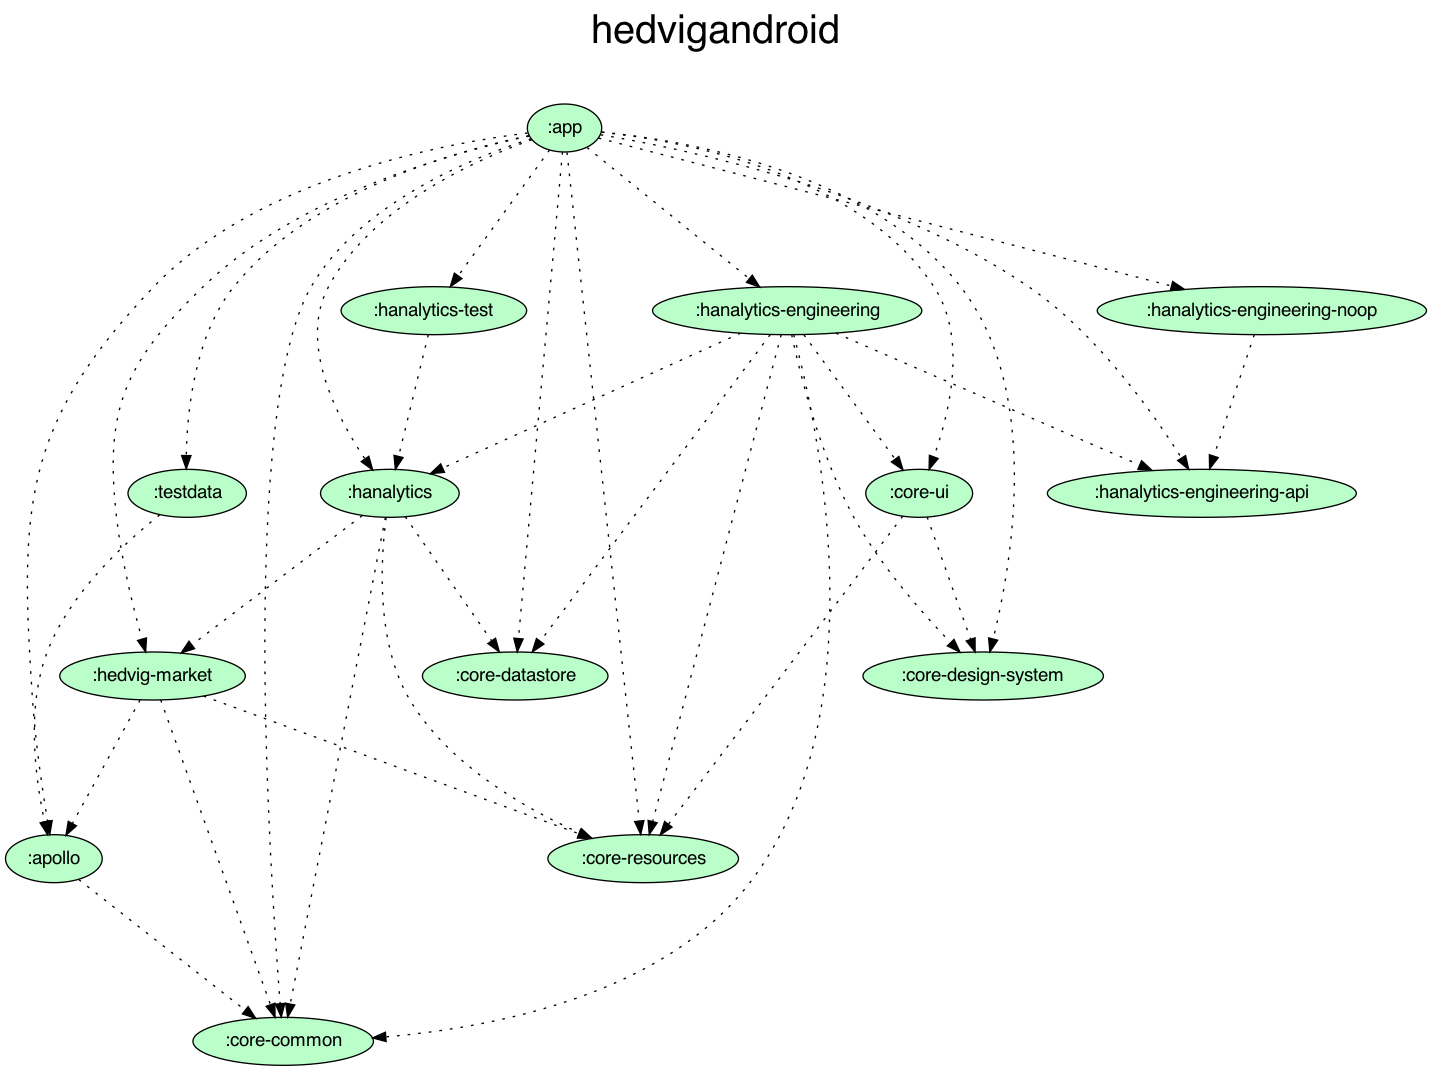 hedvigandroid
:app
:hanalytics-test
:hanalytics-engineering
:hanalytics-engineering-noop
:testdata
:hanalytics
:core-ui
:hanalytics-engineering-api
:hedvig-market
:core-datastore
:core-design-system
:apollo
:core-resources
:core-common